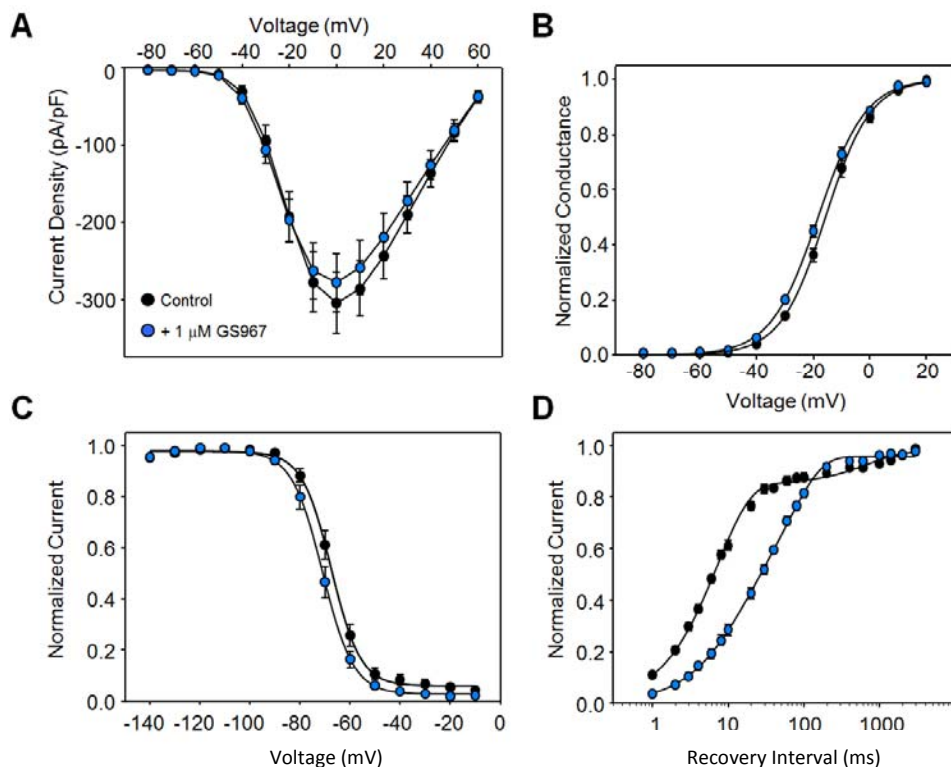 A
Voltage (mV)
-80 -60 -40 -20 0 20 40 60
0
-100
-200
-300
Current Density (pA/pF)
Control
+ 1 μM GS967
B
1.0
0.8
0.6
0.4
0.2
0.0
Normalized Conductance
-80 -60 -40 -20 0 20
Voltage (mV)
C
1.0
0.8
0.6
0.4
0.2
0.0
Normalized Current
-140 -120 -100 -80 -60 -40 -20 0
Voltage (mV)
D
1.0
0.8
0.6
0.4
0.2
0.0
Normalized Current
1 10 100 1000
Recovery Interval (ms)